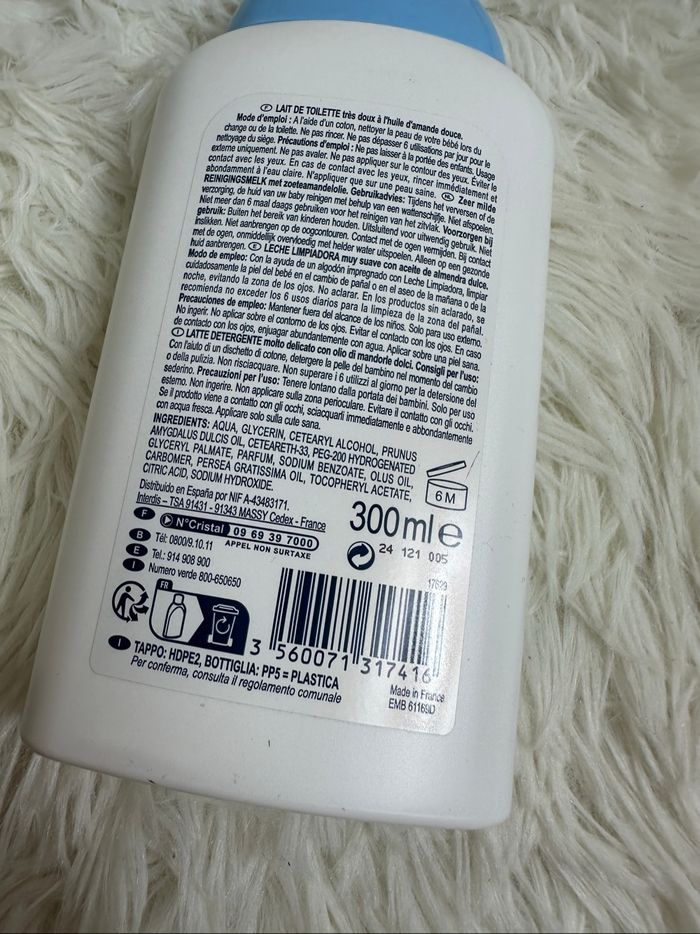 F LAIT DE TOILETTE très doux à l'huile d'amande douce.
Mode d'emploi : A l'aide d'un coton, nettoyer la peau de votre bébé lors du
change ou de la toilette. Ne pas rincer. Ne pas dépasser 6 utilisations par jour pour le
nettoyage du siège. Précautions d'emploi : Ne pas laisser à la portée des enfants. Usage
externe uniquement. Ne pas avaler. Ne pas appliquer sur le contour des yeux. Éviter le
contact avec les yeux. En cas de contact avec les yeux, rincer immédiatement et
abondamment à l'eau claire. N'appliquer que sur une peau saine. NL Zeer milde
REINIGINGSMELK met zoeteamandelolie. Gebruikadvies: Tijdens het verversen of de
verzorging, de huid van uw baby reinigen met behulp van een wattenschijfje. Niet afspoelen.
Niet meer dan 6 maal daags gebruiken voor het reinigen van het zitvlak. Voorzorgen bij
gebruik: Buiten het bereik van kinderen houden. Uitsluitend voor uitwendig gebruik. Niet
inslikken. Niet aanbrengen op de oogcontouren. Contact met de ogen vermijden. Bij contact
met de ogen, onmiddellijk overvloedig met helder water uitspoelen. Alleen op een gezonde
huid aanbrengen. E LECHE LIMPIADORA muy suave con aceite de almendra dulce.
Modo de empleo: Con la ayuda de un algodón impregnado con Leche Limpiadora, limpiar
cuidadosamente la piel del bebé en el cambio de pañal o en el aseo de la mañana o de la
noche, evitando la zona de los ojos. No aclarar. En los productos sin aclarado, se
recomienda no exceder los 6 usos diarios para la limpieza de la zona del pañal.
Precauciones de empleo: Mantener fuera del alcance de los niños. Solo para uso externo.
No ingerir. No aplicar sobre el contorno de los ojos. Evitar el contacto con los ojos. En caso
de contacto con los ojos, enjuagar abundantemente con agua. Aplicar sobre una piel sana.
I LATTE DETERGENTE molto delicato con olio di mandorle dolci. Consigli per l'uso:
Con l'aiuto di un dischetto di cotone, detergere la pelle del bambino nel momento del cambio
o della pulizia. Non risciacquare. Non superare i 6 utilizzi al giorno per la detersione del
sederino. Precauzioni per l'uso: Tenere lontano dalla portata dei bambini. Solo per uso
esterno. Non ingerire. Non applicare sulla zona perioculare. Evitare il contatto con gli occhi.
Se il prodotto viene a contatto con gli occhi, sciacquarli immediatamente e abbondantemente
con acqua fresca. Applicare solo sulla cute sana.
INGREDIENTS: AQUA, GLYCERIN, CETEARYL ALCOHOL, PRUNUS
AMYGDALUS DULCIS OIL, CETEARETH-33, PEG-200 HYDROGENATED
GLYCERYL PALMATE, PARFUM, SODIUM BENZOATE, OLUS OIL,
CARBOMER, PERSEA GRATISSIMA OIL, TOCOPHERYL ACETATE,
CITRIC ACID, SODIUM HYDROXIDE.
6 M
Distribuido en España por NIF A-43483171.
Interdis – TSA 91431 - 91343 MASSY Cedex - France
300 ml e
F N°Cristal 09 69 39 7000
APPEL NON SURTAXE
24 121 005
B Tél: 0800/9.10.11
E Tel.: 914 908 900
I Numero verde 800-650650
17829
FR
3 560071 317416
I TAPPO: HDPE2, BOTTIGLIA: PP5 = PLASTICA
Per conferma, consulta il regolamento comunale
Made in France
EMB 61169D